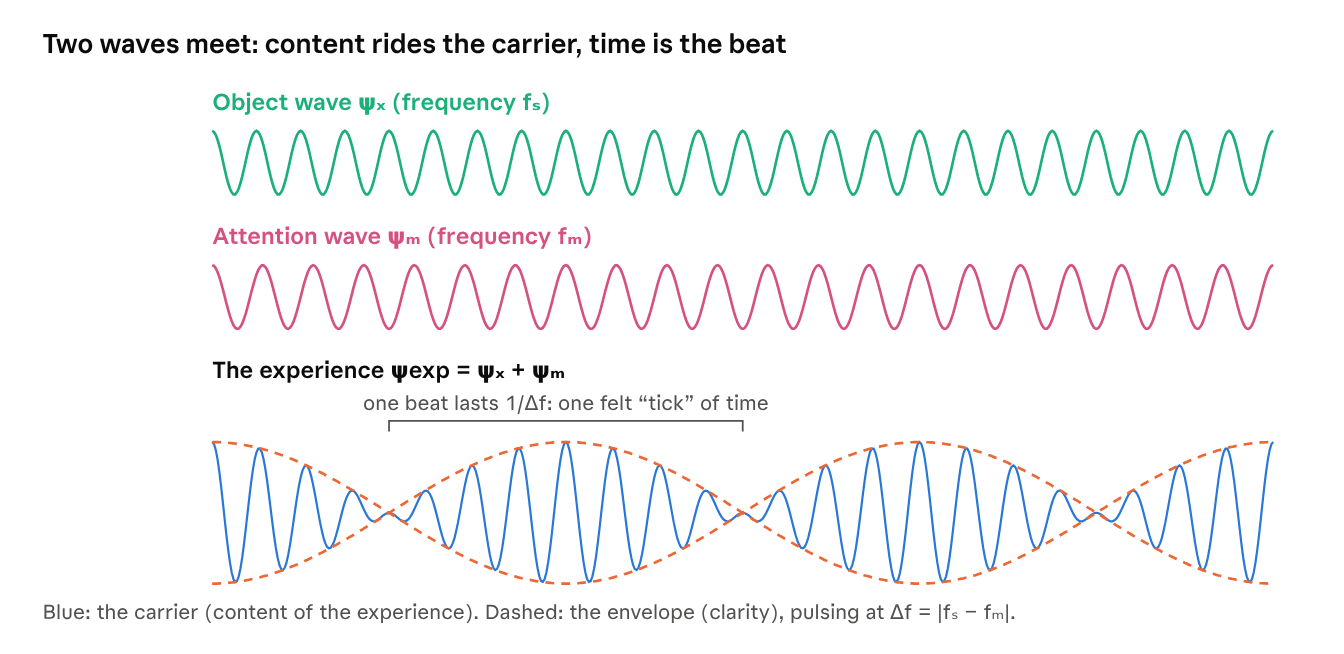 Two waves meet: content rides the carrier, time is the beat
Object wave ψₓ (frequency fₛ)
Attention wave ψₘ (frequency fₘ)
The experience ψexp = ψₓ + ψₘ
one beat lasts 1/Δf: one felt “tick” of time
Blue: the carrier (content of the experience). Dashed: the envelope (clarity), pulsing at Δf = |fₛ − fₘ|.